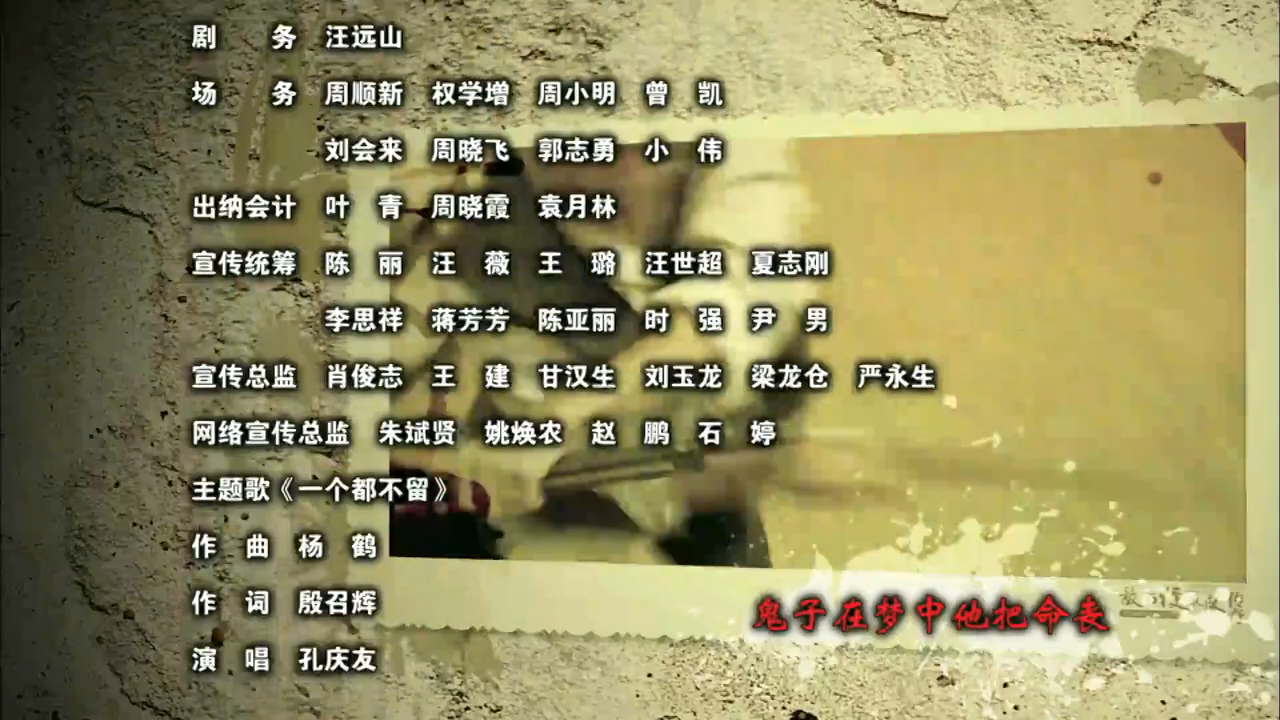 剧 务 汪远山
场 务 周顺新 权学增 周小明 曾 凯
刘会来 周晓飞 郭志勇 小 伟
出纳会计 叶 青 周晓霞 袁月林
宣传统筹 陈 丽 汪 薇 王 璐 汪世超 夏志刚
李思祥 蒋芳芳 陈亚丽 时 强 尹 男
宣传总监 肖俊志 王 建 甘汉生 刘玉龙 梁龙仓 严永生
网络宣传总监 朱斌贤 姚焕农 赵 鹏 石 婷
主题歌《一个都不留》
作 曲 杨 鹤
作 词 殷召辉
演 唱 孔庆友
鬼子在梦中他把命丧